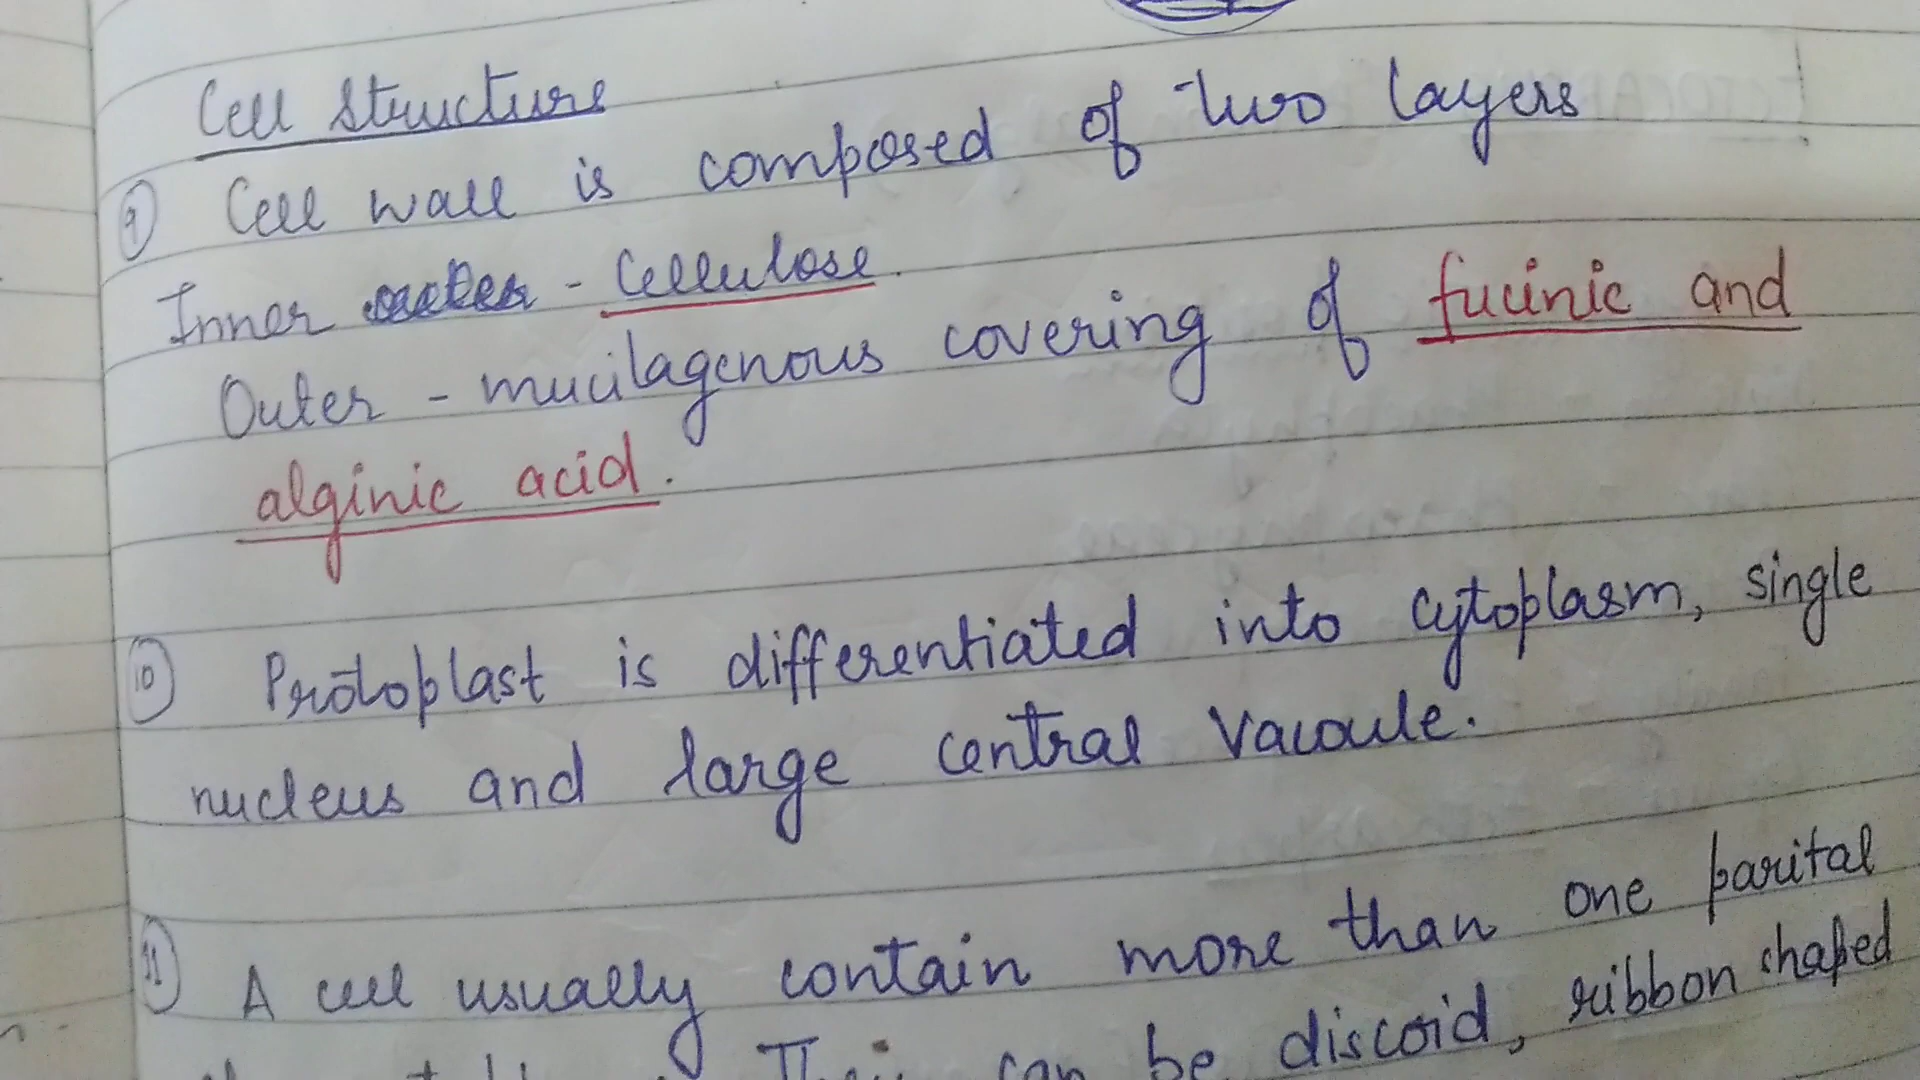 Cell Structure
9 Cell wall is composed of two layers
Inner - Cellulose.
Outer - mucilagenous covering of fucinic and
alginic acid.
10 Protoplast is differentiated into cytoplasm, single
nucleus and large central vacoule.
11 A cell usually contain more than one parital
can be discoid, ribbon shaped